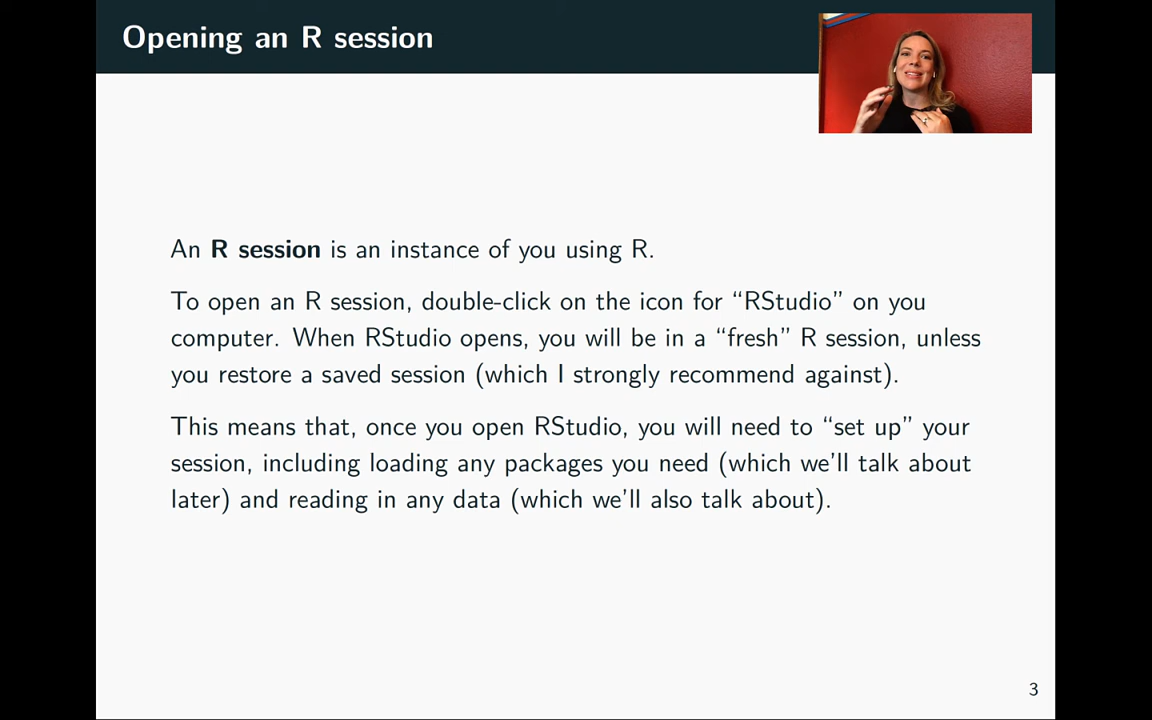 Opening an R session
An R session is an instance of you using R.
To open an R session, double-click on the icon for “RStudio” on you
computer. When RStudio opens, you will be in a “fresh” R session, unless
you restore a saved session (which I strongly recommend against).
This means that, once you open RStudio, you will need to “set up” your
session, including loading any packages you need (which we'll talk about
later) and reading in any data (which we'll also talk about).
3